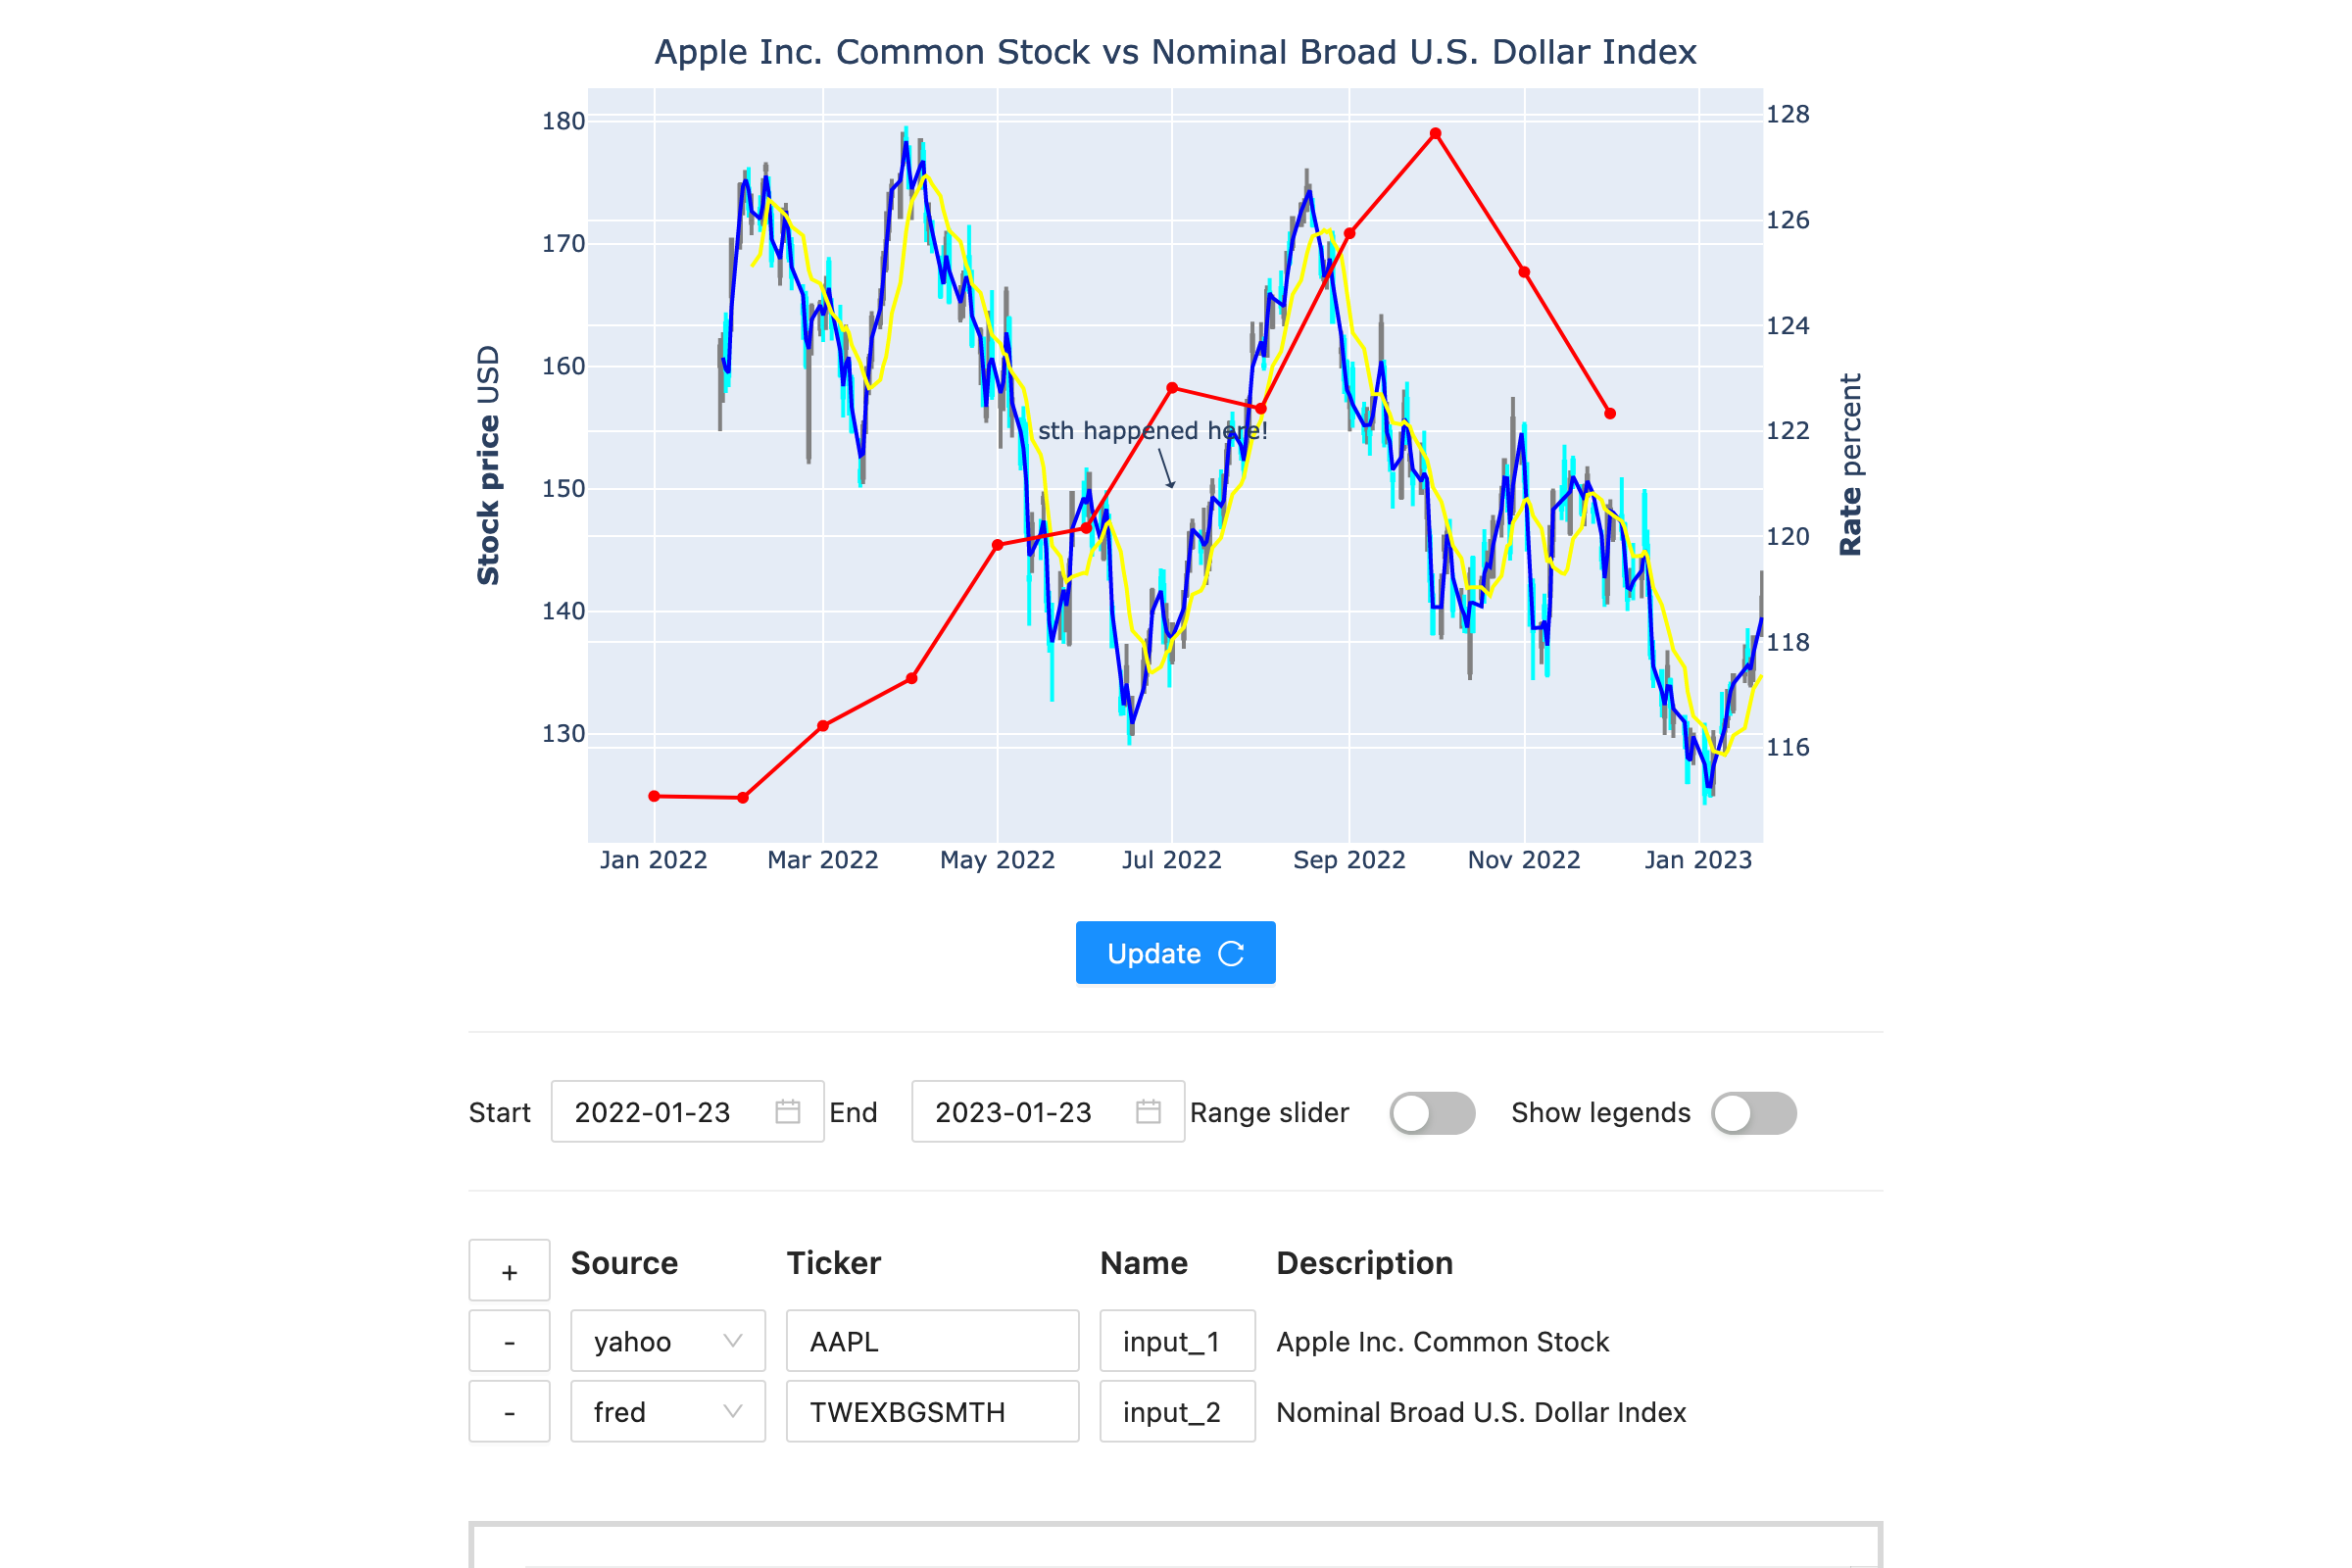 Apple Inc. Common Stock vs Nominal Broad U.S. Dollar Index
180
170
160
150
140
130
Stock price USD
128
126
124
122
120
118
116
Rate percent
sth happened here!
Jan 2022 Mar 2022 May 2022 Jul 2022 Sep 2022 Nov 2022 Jan 2023
Update
Start 2022-01-23 End 2023-01-23 Range slider Show legends
+ Source Ticker Name Description
- yahoo AAPL input_1 Apple Inc. Common Stock
- fred TWEXBGSMTH input_2 Nominal Broad U.S. Dollar Index